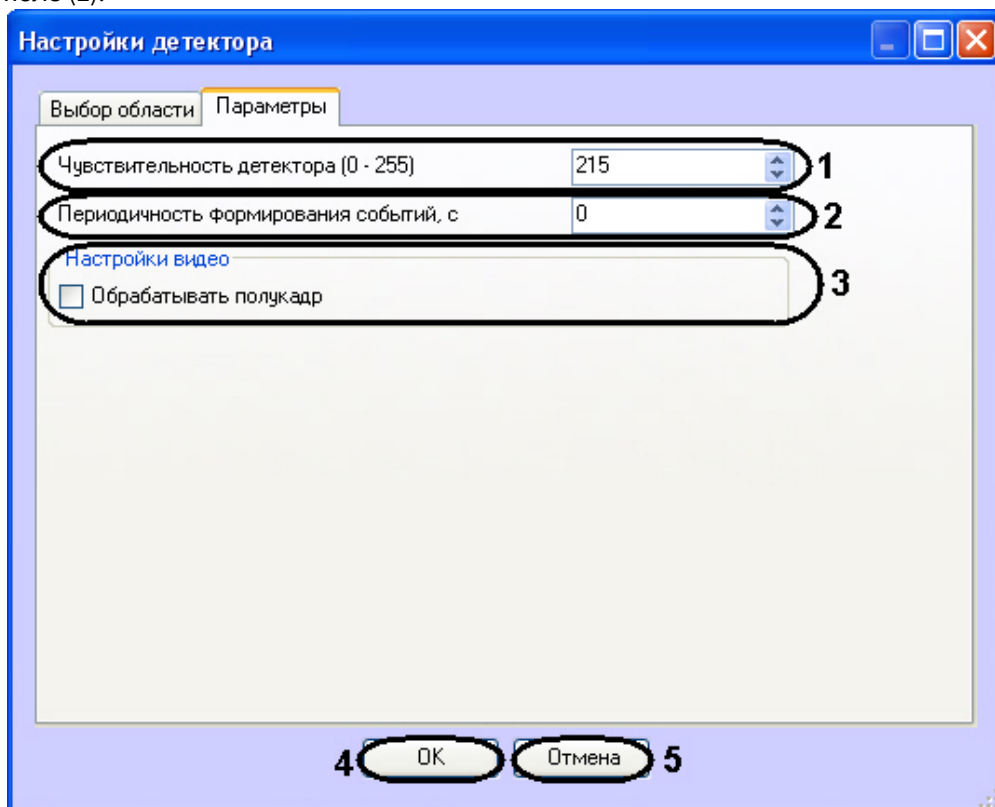 Настройки детектора
Выбор области Параметры
Чувствительность детектора (0 - 255) 215 1
Периодичность формирования событий, с 0 2
Настройки видео
Обрабатывать полукадр 3
4 OK Отмена 5